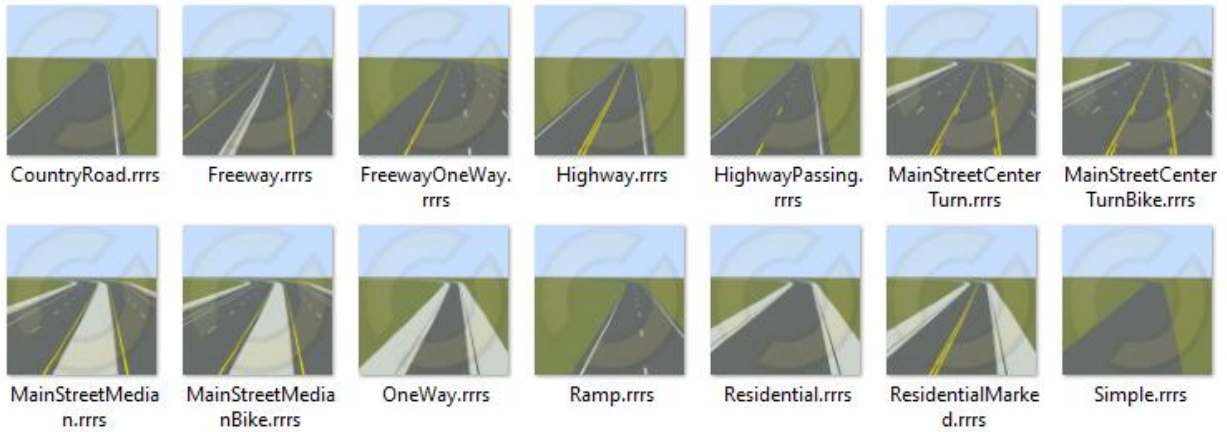 CountryRoad.rrrs
Freeway.rrrs
FreewayOneWay.
rrrs
Highway.rrrs
HighwayPassing.
rrrs
MainStreetCenter
Turn.rrrs
MainStreetCenter
TurnBike.rrrs
MainStreetMedia
n.rrrs
MainStreetMedia
nBike.rrrs
OneWay.rrrs
Ramp.rrrs
Residential.rrrs
ResidentialMarke
d.rrrs
Simple.rrrs